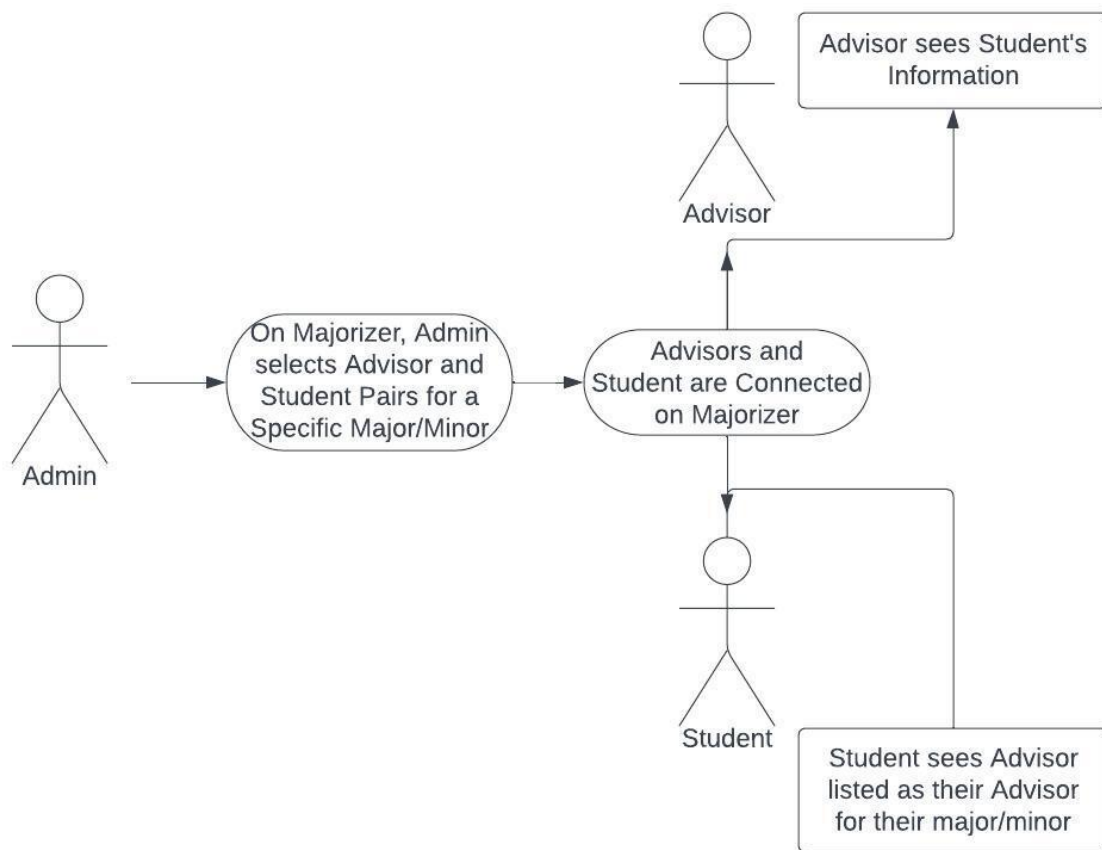 Advisor sees Student's
Information
Advisor
On Majorizer, Admin
selects Advisor and
Student Pairs for a
Specific Major/Minor
Advisors and
Student are Connected
on Majorizer
Admin
Student
Student sees Advisor
listed as their Advisor
for their major/minor